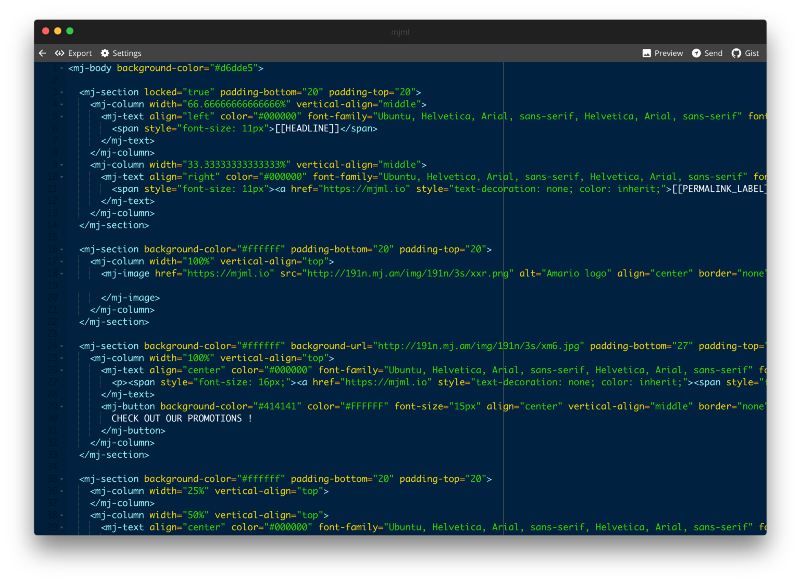 mjml
Export Settings Preview Send Gist
<mj-body background-color="#d6dde5">
<mj-section locked="true" padding-bottom="20" padding-top="20">
<mj-column width="66.66666666666666%" vertical-align="middle">
<mj-text align="left" color="#000000" font-family="Ubuntu, Helvetica, Arial, sans-serif, Helvetica, Arial, sans-serif" font
<span style="font-size: 11px">[[HEADLINE]]</span>
</mj-text>
</mj-column>
<mj-column width="33.33333333333333%" vertical-align="middle">
<mj-text align="right" color="#000000" font-family="Ubuntu, Helvetica, Arial, sans-serif, Helvetica, Arial, sans-serif" fo
<span style="font-size: 11px"><a href="https://mjml.io" style="text-decoration: none; color: inherit;">[[PERMALINK_LABEL]
</mj-text>
</mj-column>
</mj-section>
<mj-section background-color="#ffffff" padding-bottom="20" padding-top="20">
<mj-column width="100%" vertical-align="top">
<mj-image href="https://mjml.io" src="http://191n.mj.am/img/191n/3s/xxr.png" alt="Amario logo" align="center" border="none"
</mj-image>
</mj-column>
</mj-section>
<mj-section background-color="#ffffff" background-url="http://191n.mj.am/img/191n/3s/xm6.jpg" padding-bottom="27" padding-top="
<mj-column width="100%" vertical-align="top">
<mj-text align="center" color="#000000" font-family="Ubuntu, Helvetica, Arial, sans-serif, Helvetica, Arial, sans-serif" fo
<p><span style="font-size: 16px;"><a href="https://mjml.io" style="text-decoration: none; color: inherit;"><span style="
</mj-text>
<mj-button background-color="#414141" color="#FFFFFF" font-size="15px" align="center" vertical-align="middle" border="none"
CHECK OUT OUR PROMOTIONS !
</mj-button>
</mj-column>
</mj-section>
<mj-section background-color="#ffffff" padding-bottom="20" padding-top="20">
<mj-column width="25%" vertical-align="top">
</mj-column>
<mj-column width="50%" vertical-align="top">
<mj-text align="center" color="#000000" font-family="Ubuntu, Helvetica, Arial, sans-serif, Helvetica, Arial, sans-serif" fo